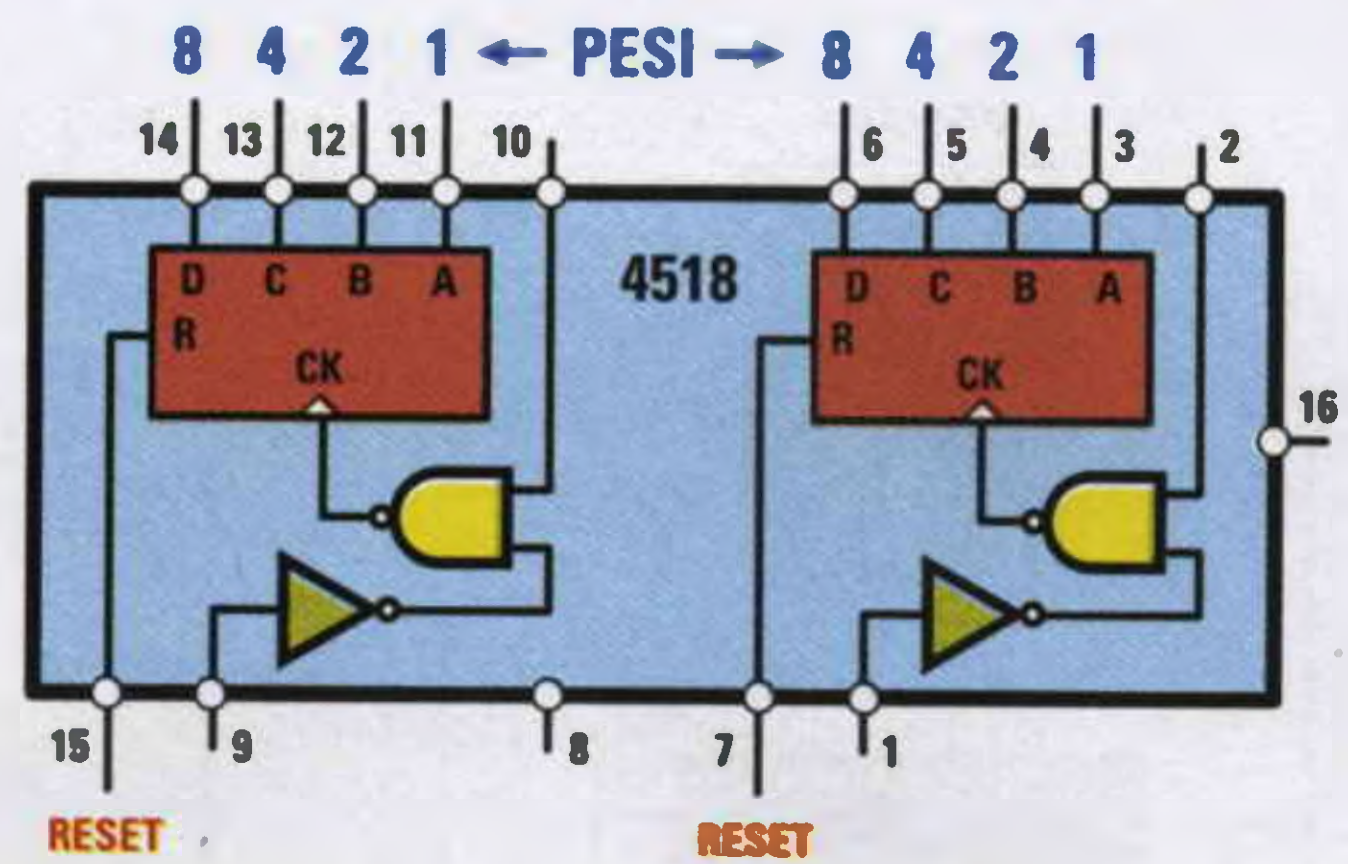 8 4 2 1 ← PESI → 8 4 2 1
14 13 12 11 10 6 5 4 3 2
4518
D C B A D C B A
R R
CK CK
16
15 9 8 7 1
RESET RESET